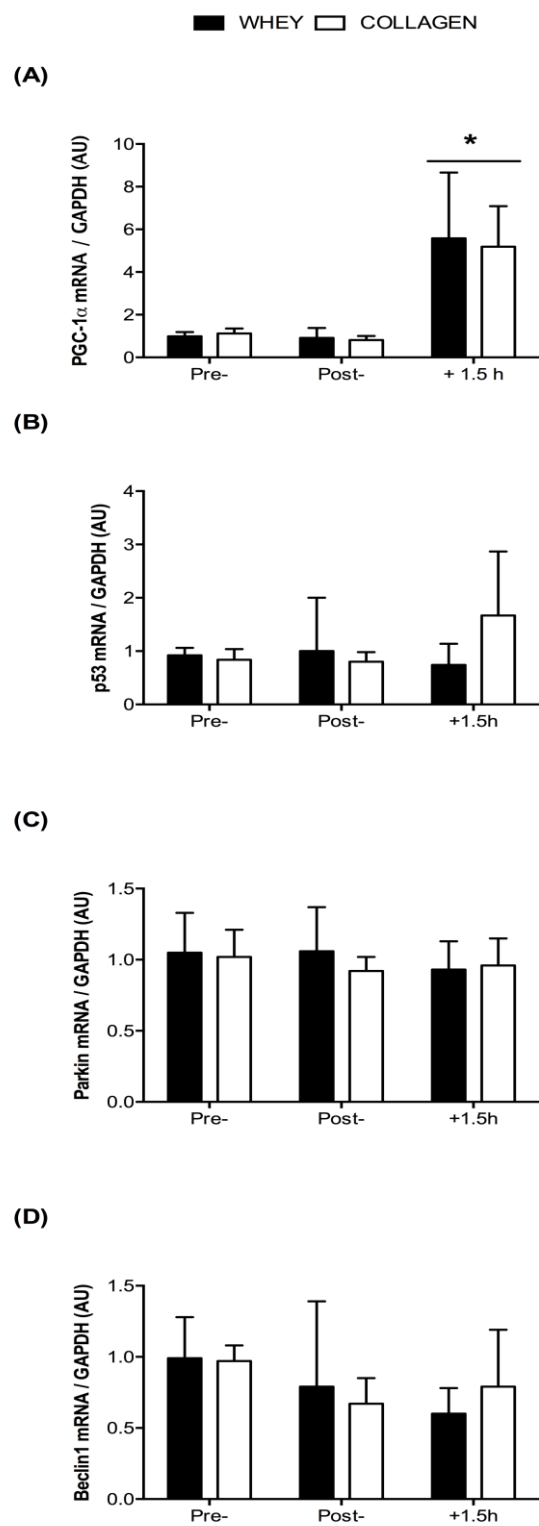 WHEY COLLAGEN
(A)
PGC-1α mRNA / GAPDH (AU)
10
8
6
4
2
0
*
Pre- Post- + 1.5 h
(B)
p53 mRNA / GAPDH (AU)
4
3
2
1
0
Pre- Post- +1.5h
(C)
Parkin mRNA / GAPDH (AU)
1.5
1.0
0.5
0.0
Pre- Post- +1.5h
(D)
Beclin1 mRNA / GAPDH (AU)
1.5
1.0
0.5
0.0
Pre- Post- +1.5h